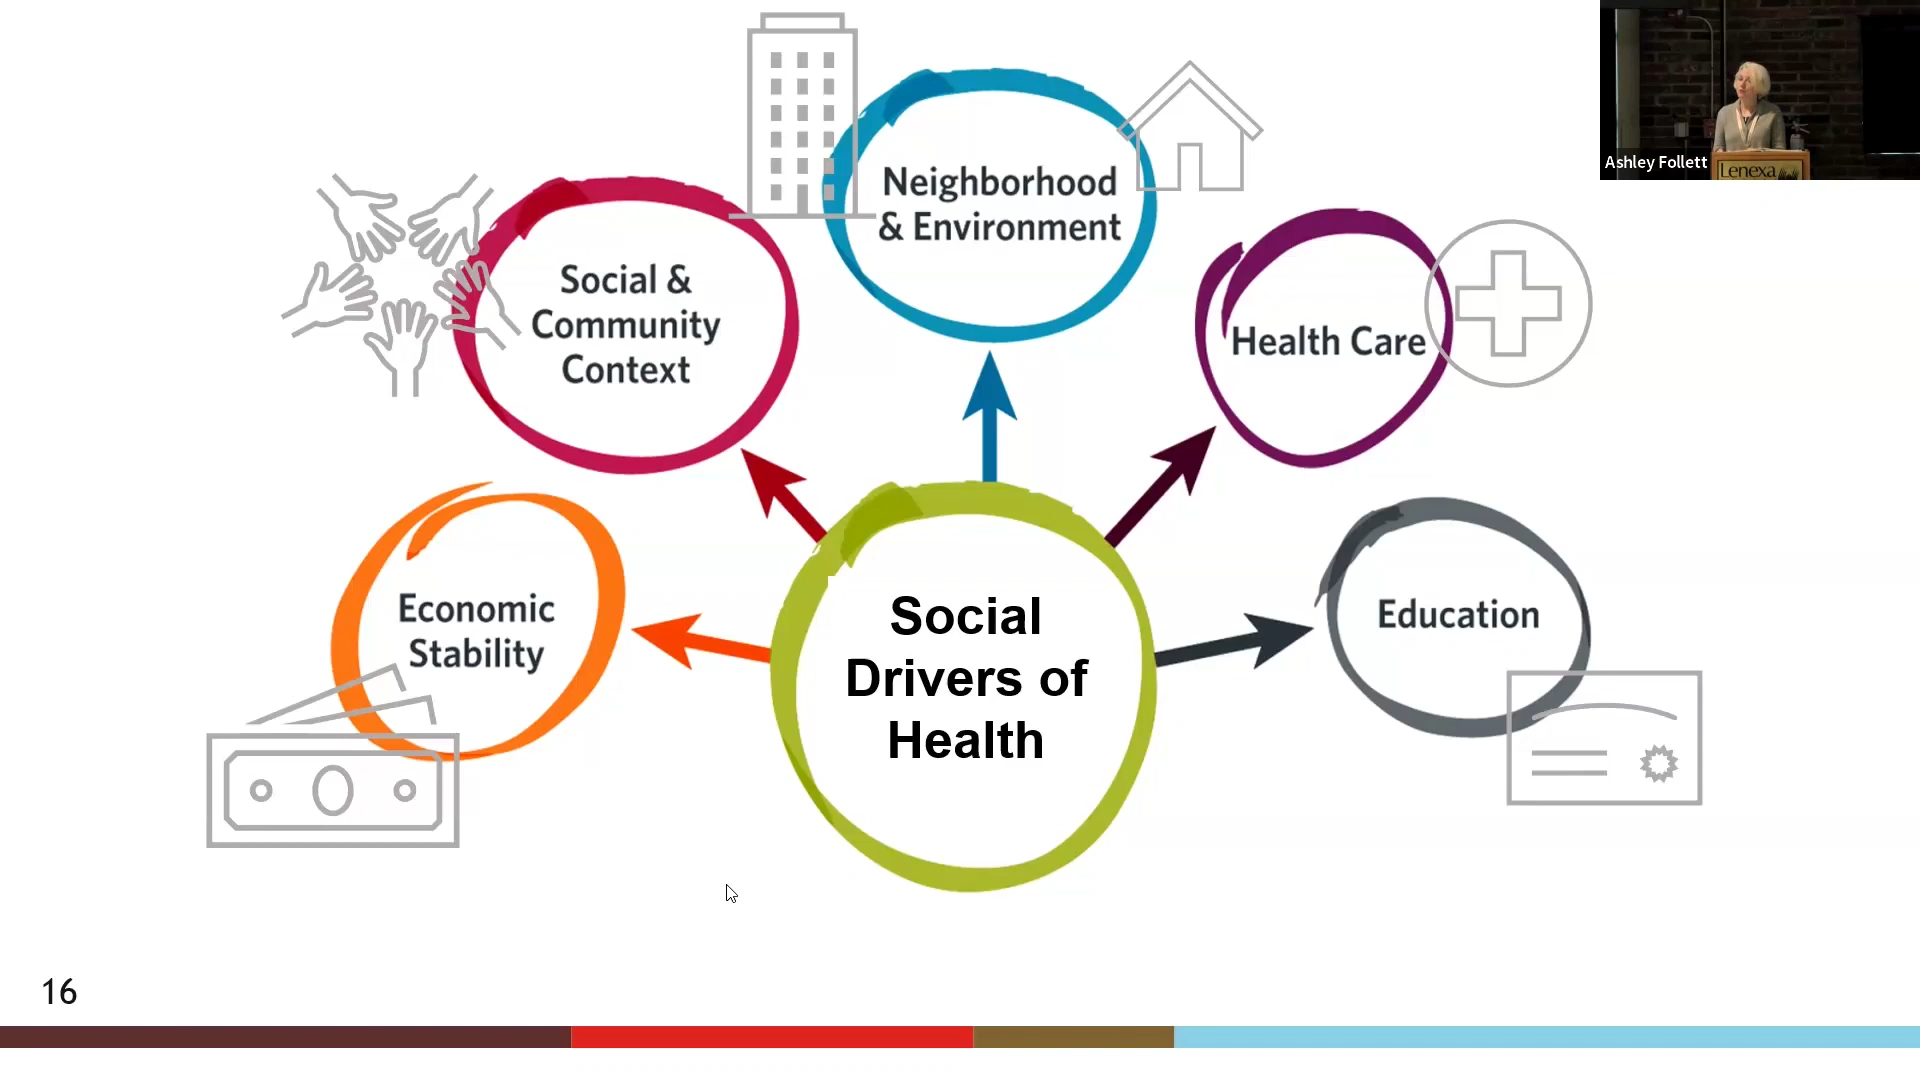 Neighborhood
& Environment
Social &
Community
Context
Health Care
Economic
Stability
Education
Social
Drivers of
Health
16
Ashley Follett
Lenexa